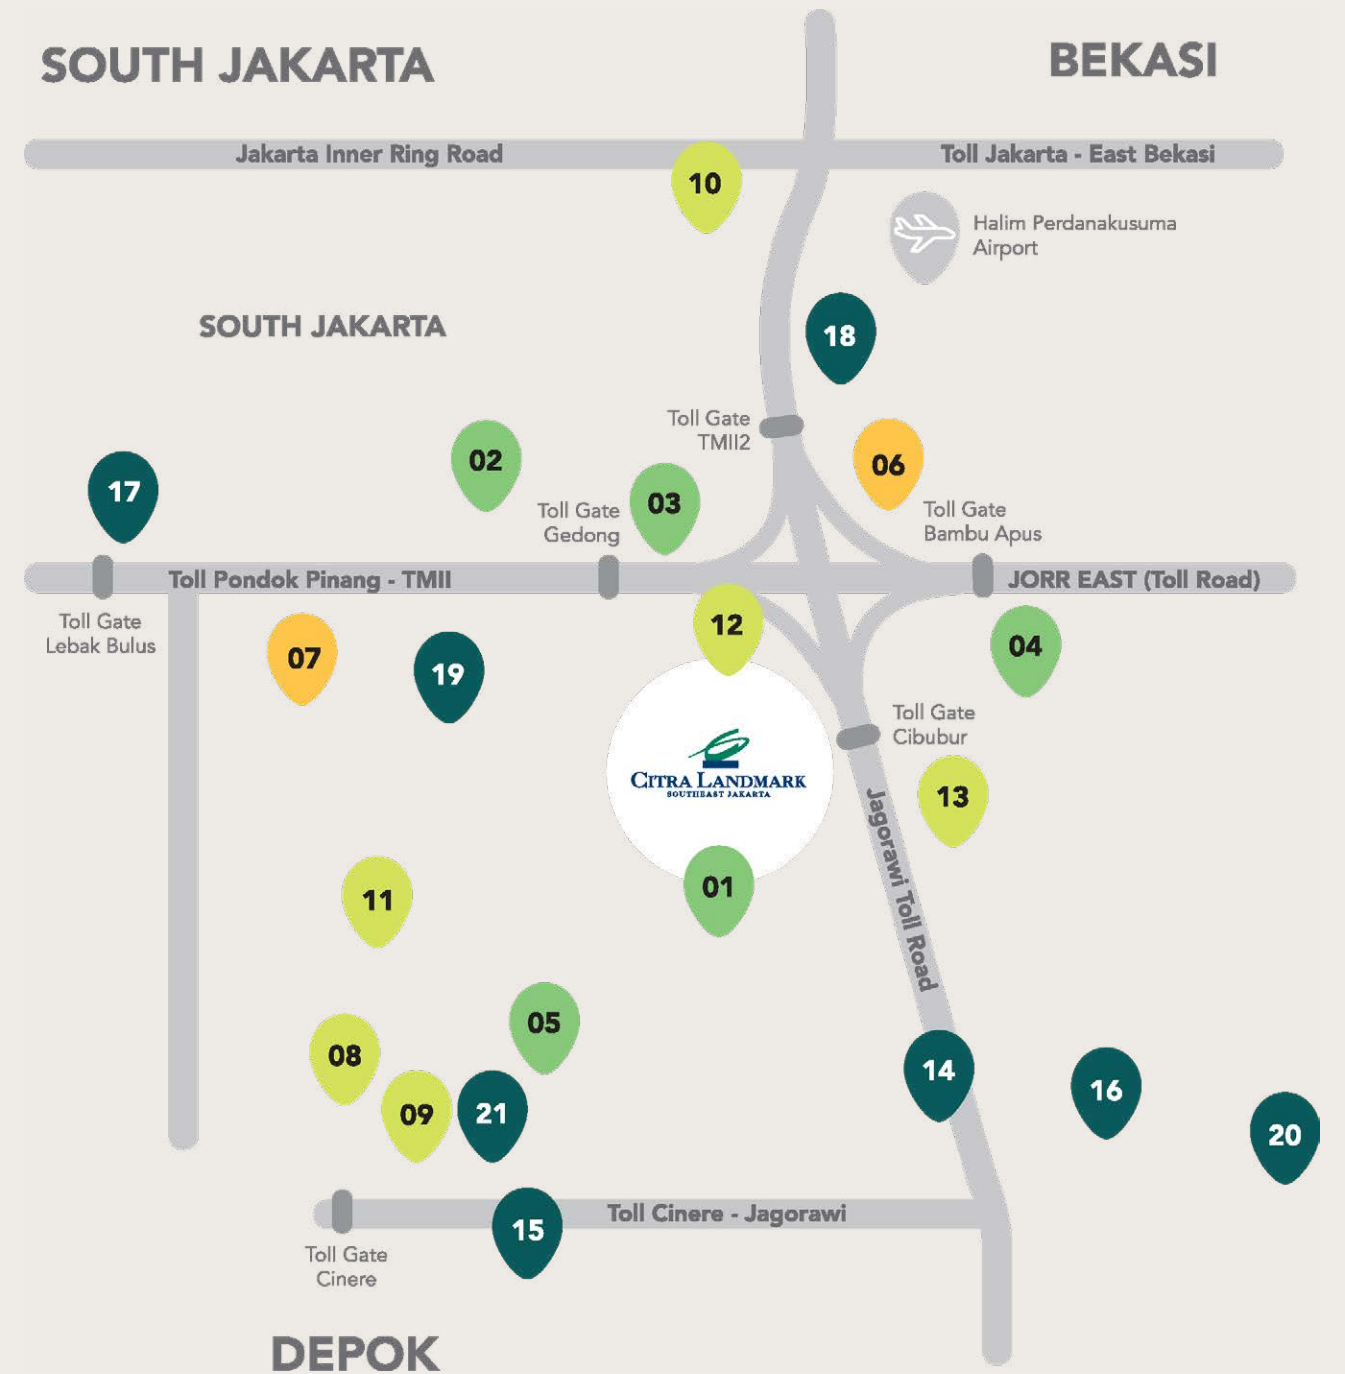 SOUTH JAKARTA
BEKASI
Jakarta Inner Ring Road
Toll Jakarta - East Bekasi
10
Halim Perdanakusuma
Airport
SOUTH JAKARTA
18
Toll Gate
TMII2
02
06
17
03
Toll Gate
Gedong
Toll Gate
Bambu Apus
Toll Pondok Pinang - TMII
JORR EAST (Toll Road)
Toll Gate
Lebak Bulus
12
04
07
19
Toll Gate
Cibubur
CITRA LANDMARK
SOUTHEAST JAKARTA
13
Jagorawi Toll Road
01
11
05
08
14
16
09
21
20
Toll Cinere - Jagorawi
15
Toll Gate
Cinere
DEPOK